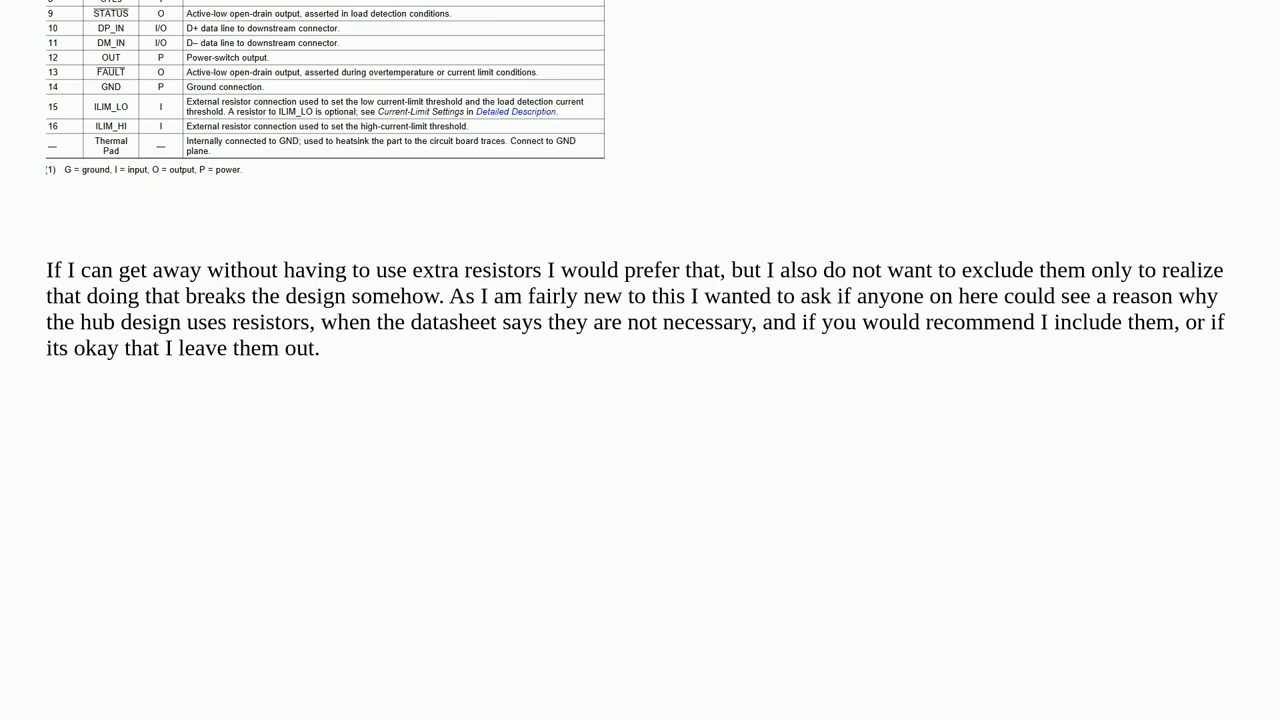 9 STATUS O Active-low open-drain output, asserted in load detection conditions.
10 DP_IN I/O D+ data line to downstream connector.
11 DM_IN I/O D– data line to downstream connector.
12 OUT P Power-switch output.
13 FAULT O Active-low open-drain output, asserted during overtemperature or current limit conditions.
14 GND P Ground connection.
15 ILIM_LO I External resistor connection used to set the low current-limit threshold and the load detection current
threshold. A resistor to ILIM_LO is optional; see Current-Limit Settings in Detailed Description.
16 ILIM_HI I External resistor connection used to set the high-current-limit threshold.
— Thermal Pad — Internally connected to GND; used to heatsink the part to the circuit board traces. Connect to GND
plane.
(1) G = ground, I = input, O = output, P = power.
If I can get away without having to use extra resistors I would prefer that, but I also do not want to exclude them only to realize
that doing that breaks the design somehow. As I am fairly new to this I wanted to ask if anyone on here could see a reason why
the hub design uses resistors, when the datasheet says they are not necessary, and if you would recommend I include them, or if
its okay that I leave them out.